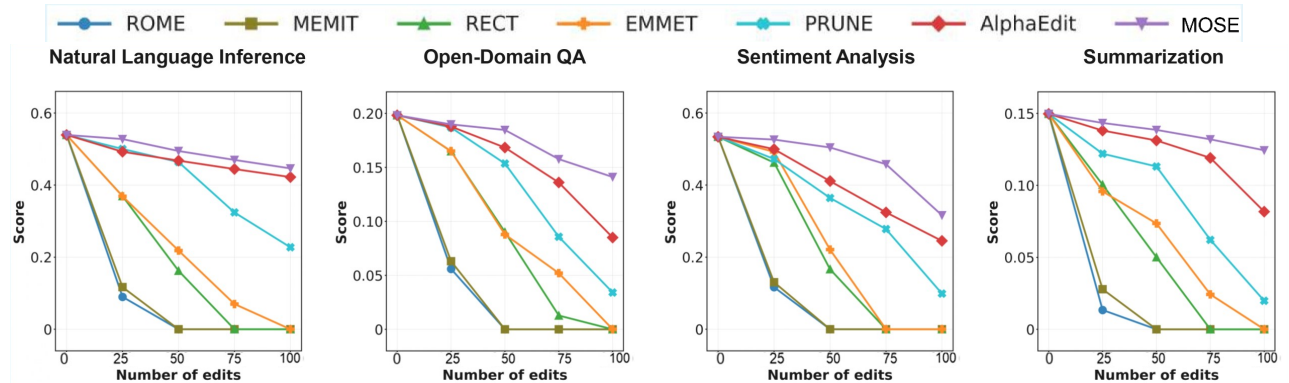 ROME MEMIT RECT EMMET PRUNE AlphaEdit MOSE
Natural Language Inference Open-Domain QA Sentiment Analysis Summarization
0.6 0.20 0.6 0.15
0.4 0.15 0.4 0.10
0.2 0.10 0.2 0.05
0 0.05 0 0
0
Score Score Score Score
0 25 50 75 100 0 25 50 75 100 0 25 50 75 100 0 25 50 75 100
Number of edits Number of edits Number of edits Number of edits